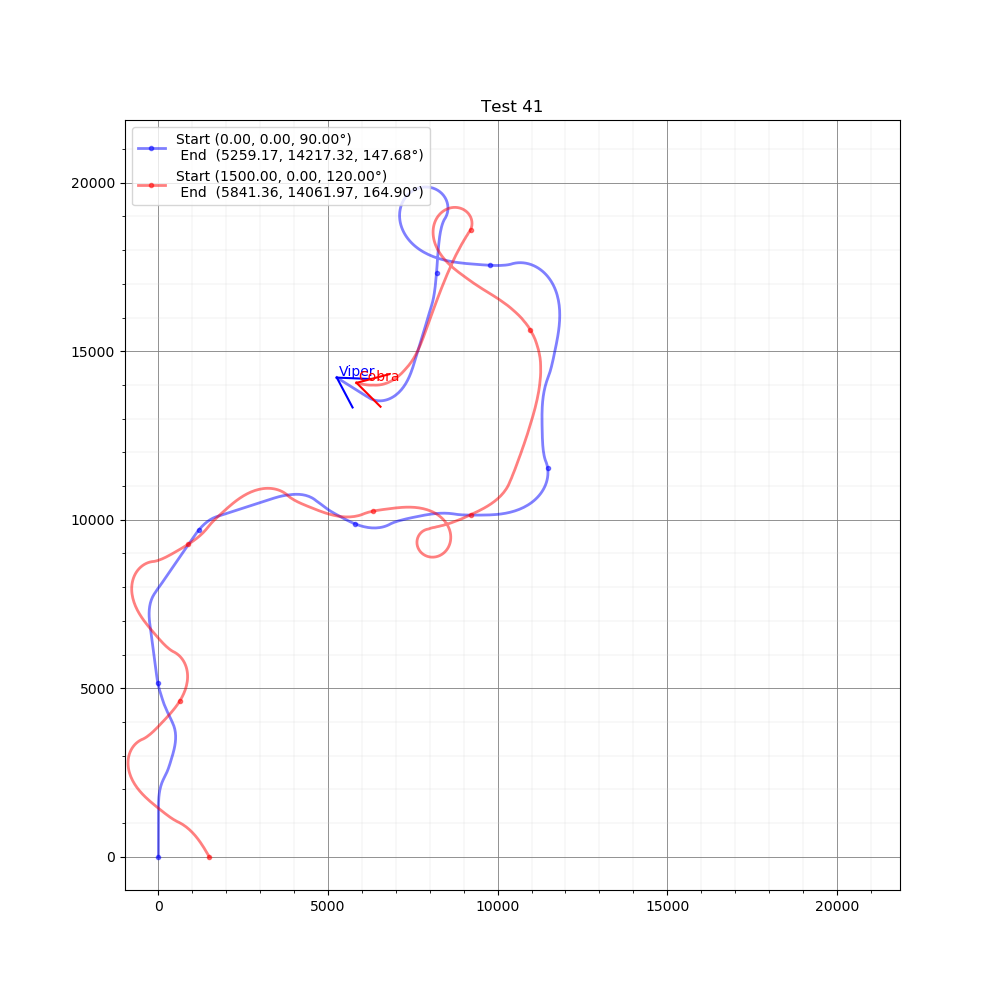 Test 41
Start (0.00, 0.00, 90.00°)
End (5259.17, 14217.32, 147.68°)
Start (1500.00, 0.00, 120.00°)
End (5841.36, 14061.97, 164.90°)
20000
15000
Viper
Cobra
10000
5000
0
0 5000 10000 15000 20000